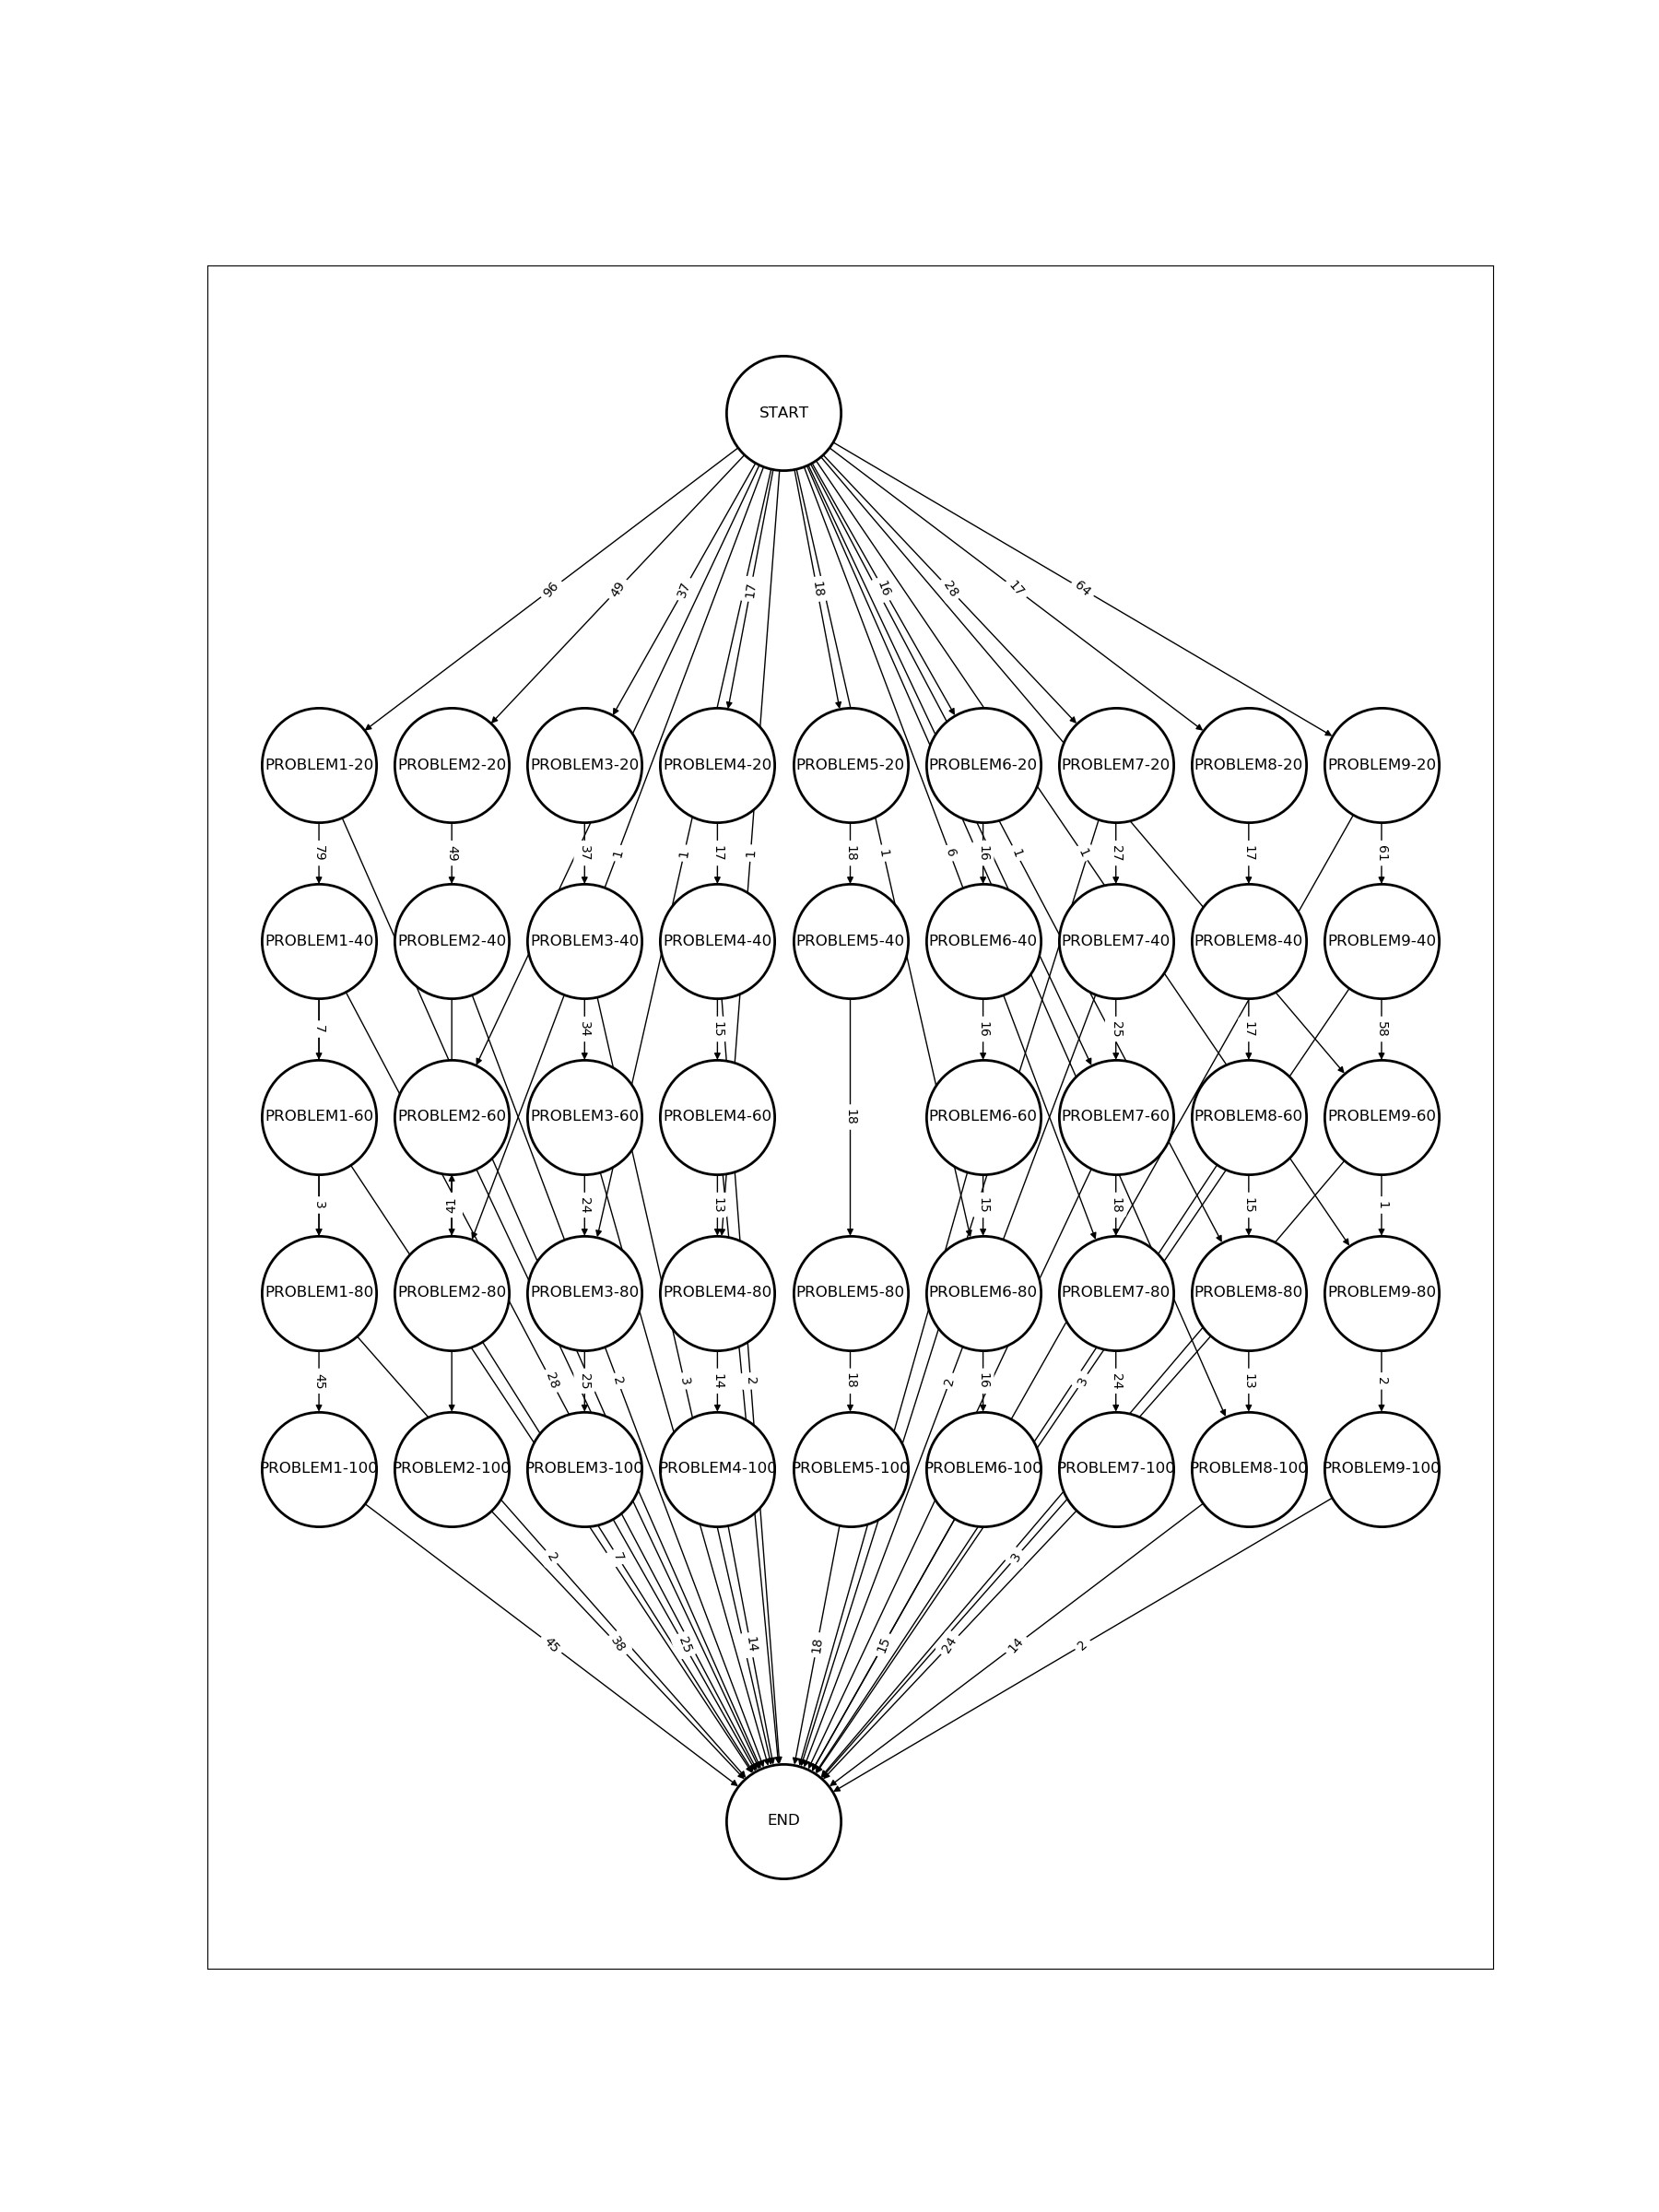 START
96 49 37 17 18 16 28 17 64
PROBLEM1-20 PROBLEM2-20 PROBLEM3-20 PROBLEM4-20 PROBLEM5-20 PROBLEM6-20 PROBLEM7-20 PROBLEM8-20 PROBLEM9-20
79 49 37 1 1 17 1 18 1 6 16 1 1 27 17 61
PROBLEM1-40 PROBLEM2-40 PROBLEM3-40 PROBLEM4-40 PROBLEM5-40 PROBLEM6-40 PROBLEM7-40 PROBLEM8-40 PROBLEM9-40
7 34 15 16 25 17 58
PROBLEM1-60 PROBLEM2-60 PROBLEM3-60 PROBLEM4-60 18 PROBLEM6-60 PROBLEM7-60 PROBLEM8-60 PROBLEM9-60
3 41 24 13 15 18 15 1
PROBLEM1-80 PROBLEM2-80 PROBLEM3-80 PROBLEM4-80 PROBLEM5-80 PROBLEM6-80 PROBLEM7-80 PROBLEM8-80 PROBLEM9-80
45 28 25 2 3 14 2 18 2 16 3 24 13 2
PROBLEM1-100 PROBLEM2-100 PROBLEM3-100 PROBLEM4-100 PROBLEM5-100 PROBLEM6-100 PROBLEM7-100 PROBLEM8-100 PROBLEM9-100
2 7 3
45 38 25 14 18 15 24 14 2
END